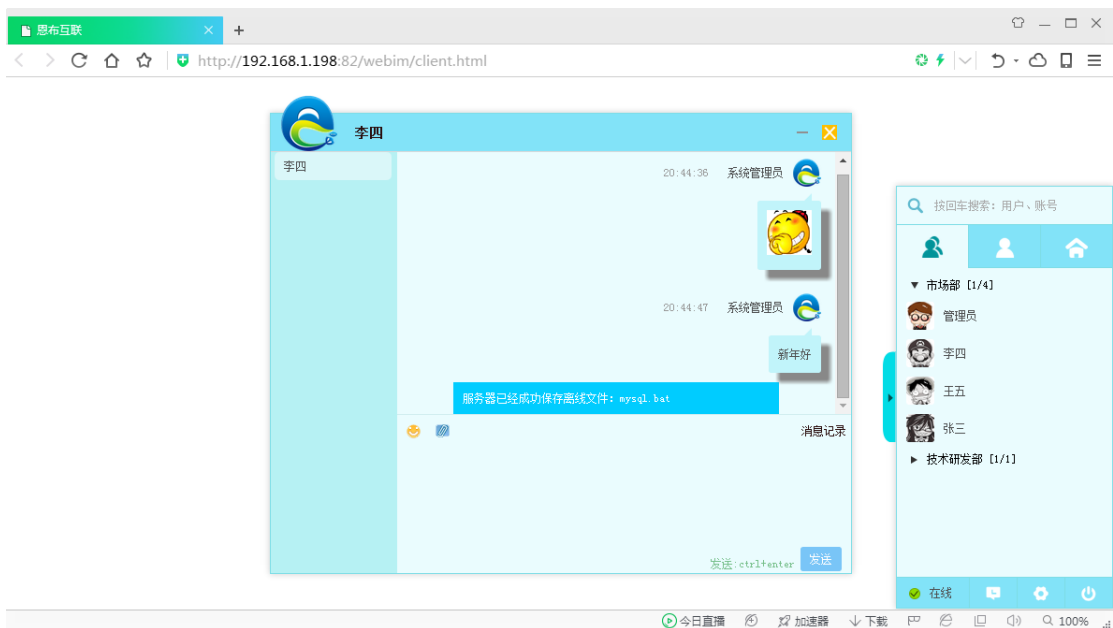 恩布互联
http://192.168.1.198:82/webim/client.html
李四
李四
20:44:36 系统管理员
20:44:47 系统管理员
新年好
服务器已经成功保存离线文件: mysql.bat
消息记录
发送:ctrl+enter 发送
按回车搜索: 用户、账号
市场部 [1/4]
管理员
李四
王五
张三
技术研发部 [1/1]
在线
今日直播 加速器 下载 100%